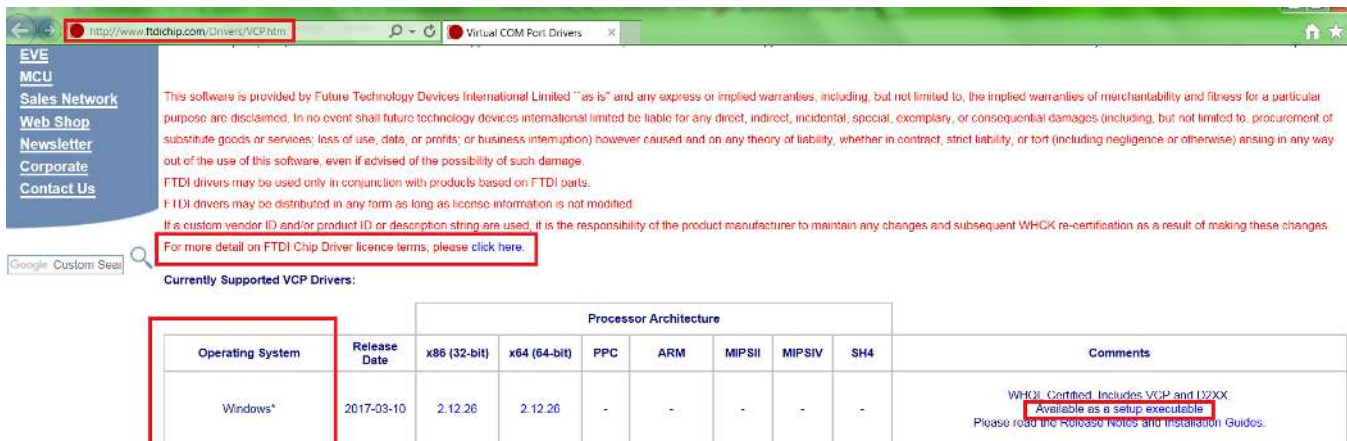 http://www.ftdichip.com/Drivers/VCP.htm
Virtual COM Port Drivers
EVE
MCU
Sales Network
Web Shop
Newsletter
Corporate
Contact Us
Google Custom Sear
This software is provided by Future Technology Devices International Limited ``as is'' and any express or implied warranties, including, but not limited to, the implied warranties of merchantability and fitness for a particular
purpose are disclaimed. In no event shall future technology devices international limited be liable for any direct, indirect, incidental, special, exemplary, or consequential damages (including, but not limited to, procurement of
substitute goods or services; loss of use, data, or profits; or business interruption) however caused and on any theory of liability, whether in contract, strict liability, or tort (including negligence or otherwise) arising in any way
out of the use of this software, even if advised of the possibility of such damage.
FTDI drivers may be used only in conjunction with products based on FTDI parts.
FTDI drivers may be distributed in any form as long as license information is not modified.
If a custom vendor ID and/or product ID or description string are used, it is the responsibility of the product manufacturer to maintain any changes and subsequent WHCK re-certification as a result of making these changes.
For more detail on FTDI Chip Driver licence terms, please click here.
Currently Supported VCP Drivers:
Processor Architecture
Operating System Release Date x86 (32-bit) x64 (64-bit) PPC ARM MIPSII MIPSIV SH4 Comments
Windows* 2017-03-10 2.12.26 2.12.26 - - - - -
WHQL Certified. Includes VCP and D2XX.
Available as a setup executable
Please read the Release Notes and Installation Guides.